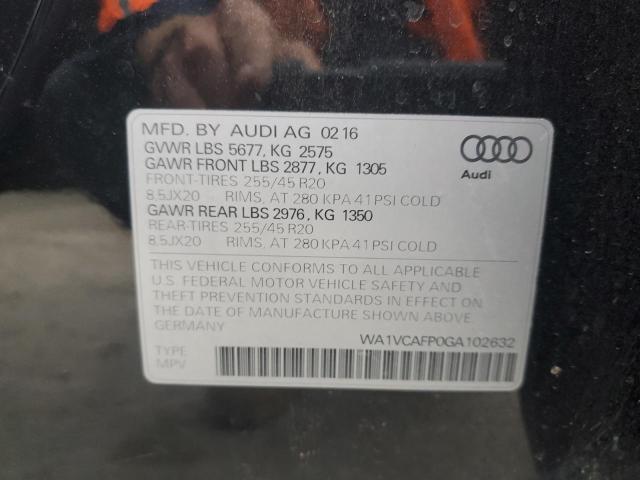 MFD. BY AUDI AG 02 16
GVWR LBS 5677, KG 2575
GAWR FRONT LBS 2877, KG 1305
FRONT-TIRES 255/45 R20
8,5JX20 RIMS, AT 280 KPA 41 PSI COLD
GAWR REAR LBS 2976, KG 1350
REAR-TIRES 255/45 R20
8,5JX20 RIMS, AT 280 KPA 41 PSI COLD
Audi
THIS VEHICLE CONFORMS TO ALL APPLICABLE
U.S. FEDERAL MOTOR VEHICLE SAFETY AND
THEFT PREVENTION STANDARDS IN EFFECT ON
THE DATE OF MANUFACTURE SHOWN ABOVE.
GERMANY
WA1VCAFP0GA102632
TYPE
MPV